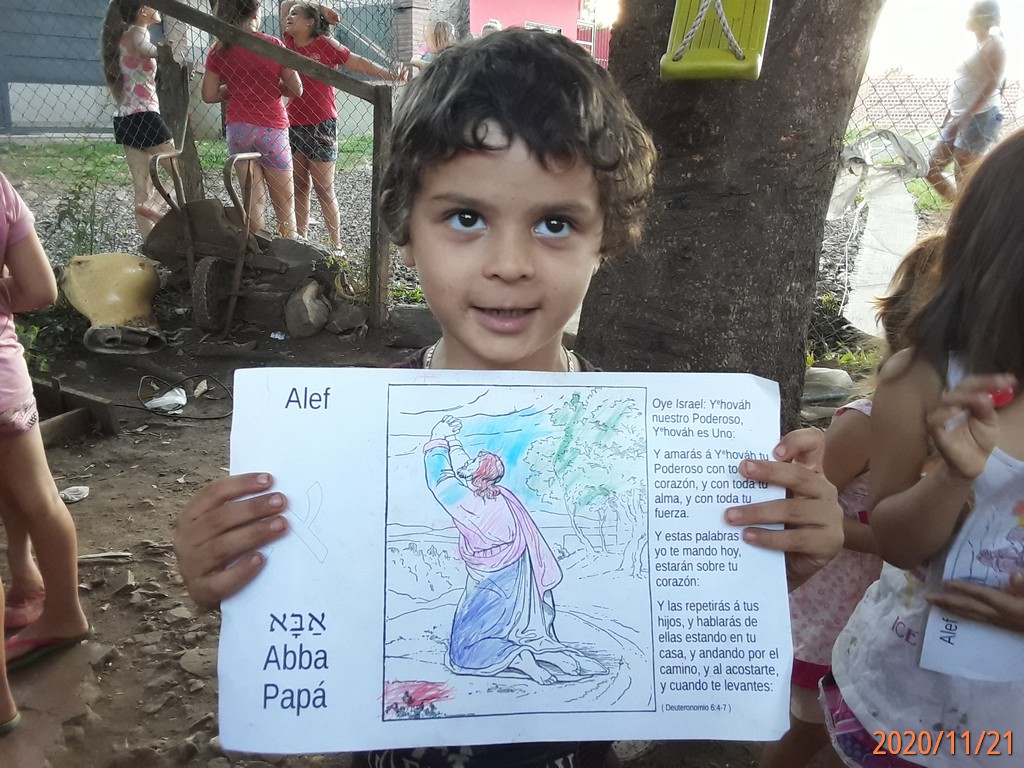 Alef
אַבָּא
Abba
Papá
Oye Israel: Yᵉhováh
nuestro Poderoso,
Yᵉhováh es Uno:
Y amarás á Yᵉhováh tu
Poderoso con to
corazón, y con toda tu
alma, y con toda tu
fuerza.
Y estas palabras
yo te mando hoy,
estarán sobre tu
corazón:
Y las repetirás á tus
hijos, y hablarás de
ellas estando en tu
casa, y andando por el
camino, y al acostarte,
y cuando te levantes:
( Deuteronomio 6:4-7 )
Alef
2020/11/21